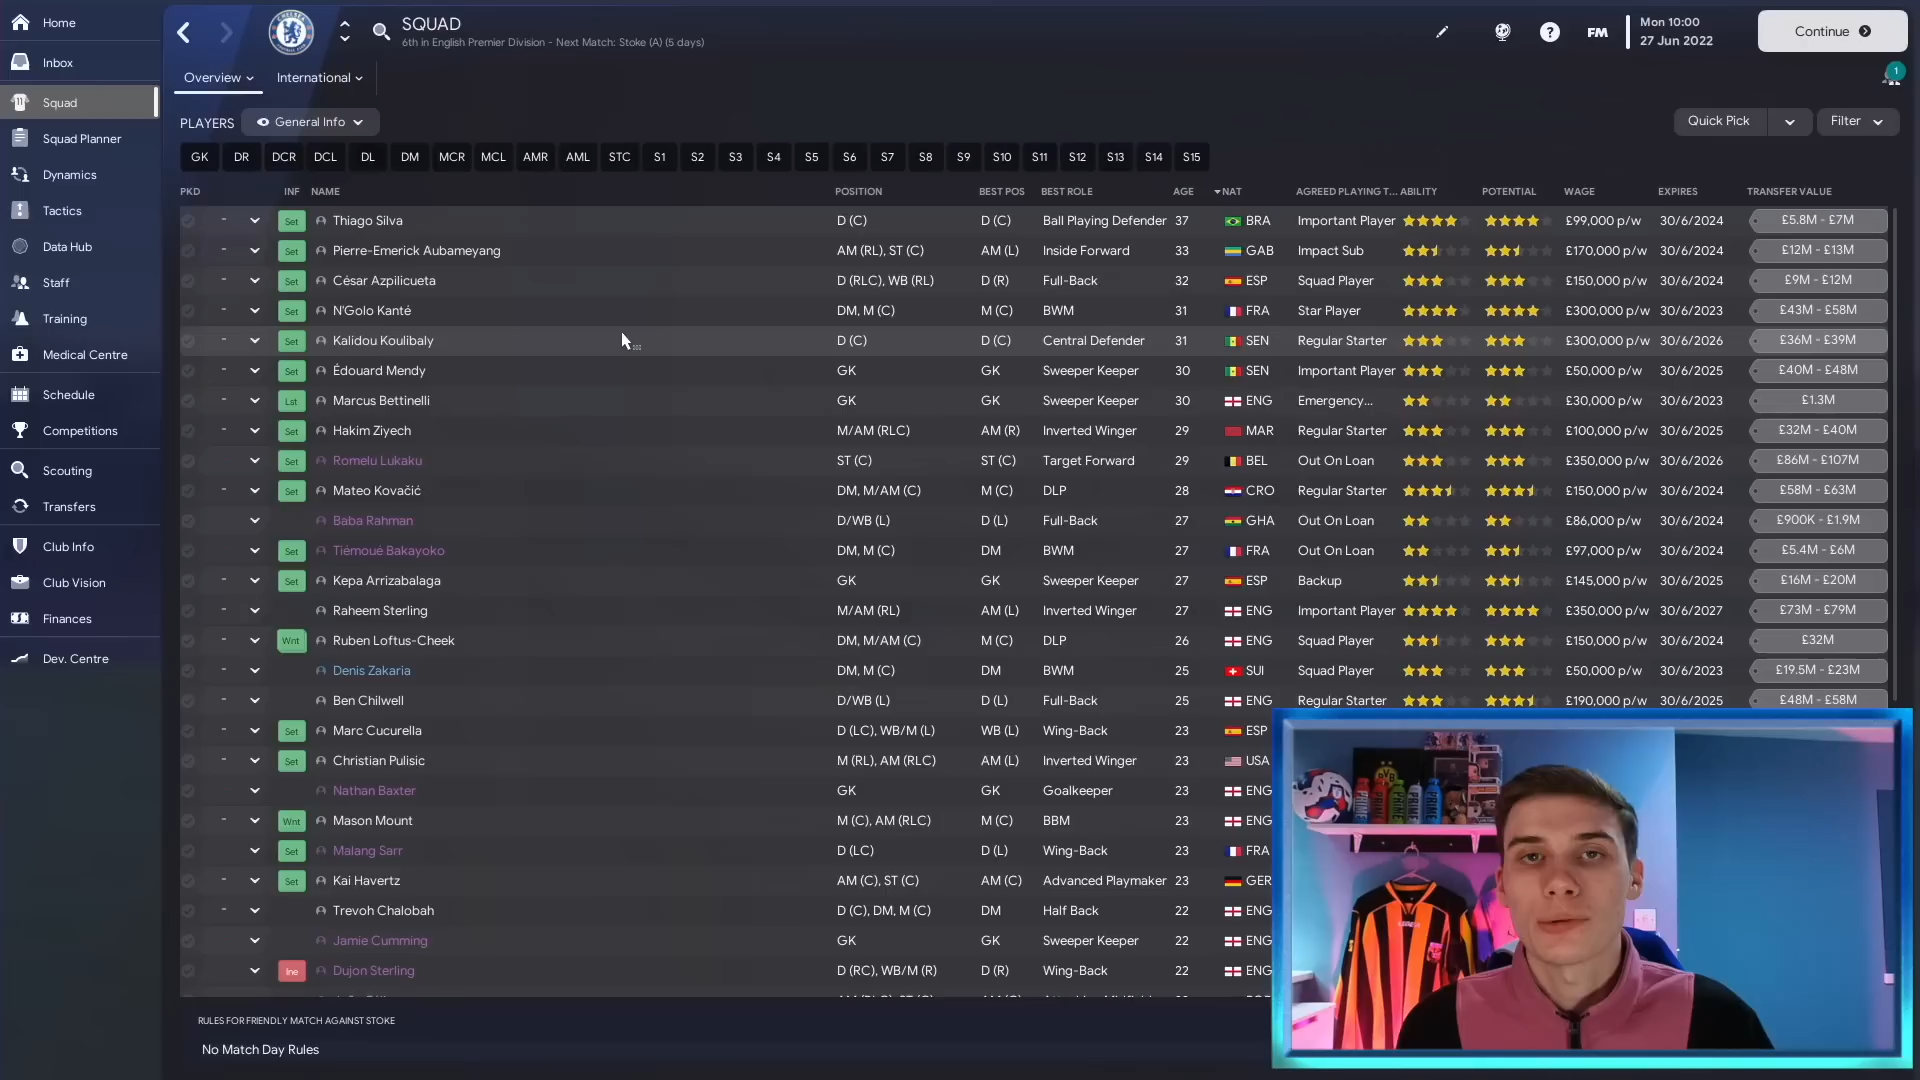 Home
Inbox
Squad
Squad Planner
Dynamics
Tactics
Data Hub
Staff
Training
Medical Centre
Schedule
Competitions
Scouting
Transfers
Club Info
Club Vision
Finances
Dev. Centre
SQUAD
6th in English Premier Division - Next Match: Stoke (A) (5 days)
FM
Mon 10:00
27 Jun 2022
Continue
1
Overview International
PLAYERS General Info
Quick Pick Filter
GK DR DCR DCL DL DM MCR MCL AMR AML STC S1 S2 S3 S4 S5 S6 S7 S8 S9 S10 S11 S12 S13 S14 S15
PKD INF NAME POSITION BEST POS BEST ROLE AGE NAT AGREED PLAYING T... ABILITY POTENTIAL WAGE EXPIRES TRANSFER VALUE
- Set Thiago Silva D (C) D (C) Ball Playing Defender 37 BRA Important Player £99,000 p/w 30/6/2024 £5.8M - £7M
- Set Pierre-Emerick Aubameyang AM (RL), ST (C) AM (L) Inside Forward 33 GAB Impact Sub £170,000 p/w 30/6/2024 £12M - £13M
- Set César Azpilicueta D (RLC), WB (RL) D (R) Full-Back 32 ESP Squad Player £150,000 p/w 30/6/2024 £9M - £12M
- Set N'Golo Kanté DM, M (C) M (C) BWM 31 FRA Star Player £300,000 p/w 30/6/2023 £43M - £58M
- Set Kalidou Koulibaly D (C) D (C) Central Defender 31 SEN Regular Starter £300,000 p/w 30/6/2026 £36M - £39M
- Set Édouard Mendy GK GK Sweeper Keeper 30 SEN Important Player £50,000 p/w 30/6/2025 £40M - £48M
- Lst Marcus Bettinelli GK GK Sweeper Keeper 30 ENG Emergency... £30,000 p/w 30/6/2023 £1.3M
- Set Hakim Ziyech M/AM (RLC) AM (R) Inverted Winger 29 MAR Regular Starter £100,000 p/w 30/6/2025 £32M - £40M
- Set Romelu Lukaku ST (C) ST (C) Target Forward 29 BEL Out On Loan £350,000 p/w 30/6/2026 £86M - £107M
- Set Mateo Kovačić DM, M/AM (C) M (C) DLP 28 CRO Regular Starter £150,000 p/w 30/6/2024 £58M - £63M
Baba Rahman D/WB (L) D (L) Full-Back 27 GHA Out On Loan £86,000 p/w 30/6/2024 £900K - £1.9M
Set Tiémoué Bakayoko DM, M (C) DM BWM 27 FRA Out On Loan £97,000 p/w 30/6/2024 £5.4M - £6M
- Set Kepa Arrizabalaga GK GK Sweeper Keeper 27 ESP Backup £145,000 p/w 30/6/2025 £16M - £20M
- Raheem Sterling M/AM (RL) AM (L) Inverted Winger 27 ENG Important Player £350,000 p/w 30/6/2027 £73M - £79M
- Wnt Ruben Loftus-Cheek DM, M/AM (C) M (C) DLP 26 ENG Squad Player £150,000 p/w 30/6/2024 £32M
- Denis Zakaria DM, M (C) DM BWM 25 SUI Squad Player £50,000 p/w 30/6/2023 £19.5M - £23M
- Ben Chilwell D/WB (L) D (L) Full-Back 25 ENG Regular Starter £190,000 p/w 30/6/2025 £48M - £58M
- Set Marc Cucurella D (LC), WB/M (L) WB (L) Wing-Back 23 ESP
- Set Christian Pulisic M (RL), AM (RLC) AM (L) Inverted Winger 23 USA
Nathan Baxter GK GK Goalkeeper 23 ENG
- Wnt Mason Mount M (C), AM (RLC) M (C) BBM 23 ENG
Set Malang Sarr D (LC) D (L) Wing-Back 23 FRA
- Set Kai Havertz AM (C), ST (C) AM (C) Advanced Playmaker 23 GER
- Trevoh Chalobah D (C), DM, M (C) DM Half Back 22 ENG
Jamie Cumming GK GK Sweeper Keeper 22 ENG
Ine Dujon Sterling D (RC), WB/M (R) D (R) Wing-Back 22 ENG
RULES FOR FRIENDLY MATCH AGAINST STOKE
No Match Day Rules